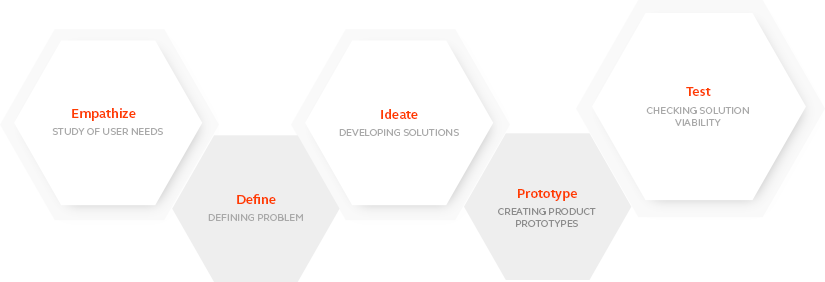 Empathize
STUDY OF USER NEEDS
Define
DEFINING PROBLEM
Ideate
DEVELOPING SOLUTIONS
Prototype
CREATING PRODUCT
PROTOTYPES
Test
CHECKING SOLUTION
VIABILITY